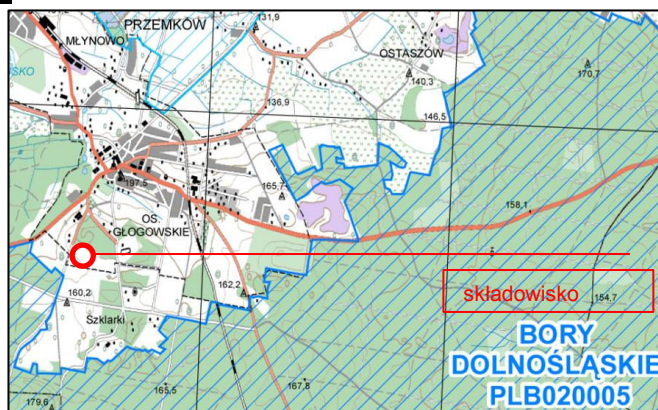 PRZEMKÓW
131,9
MŁYNOWO
OSTASZÓW
170,7
140,3
136,9
146,5
197,5
165,7
158,1
OS.
GŁOGOWSKIE
162,2
składowisko
160,2
154,7
Szklarki
BORY
DOLNOŚLĄSKIE
PLB020005
165,5
167,8
179,6